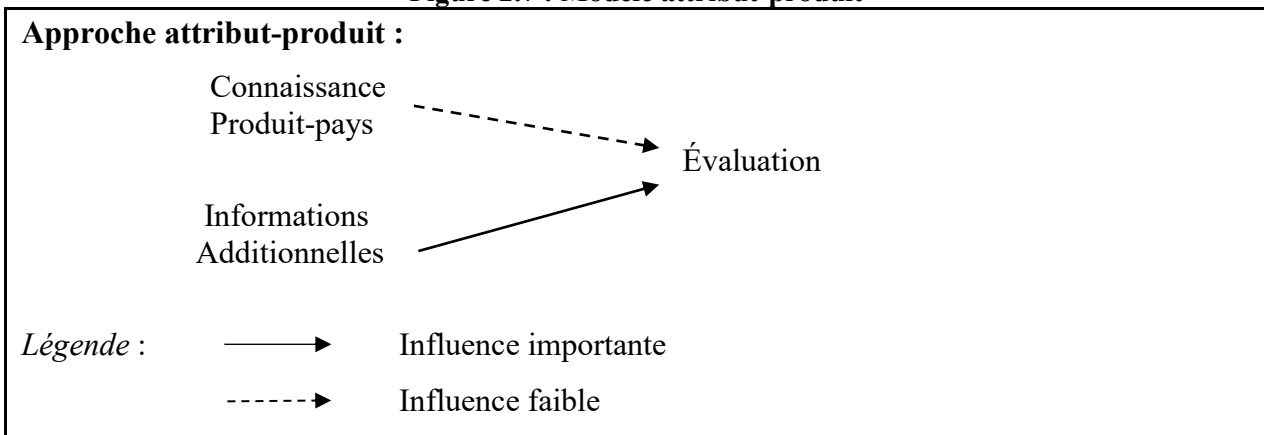 Approche attribut-produit :
Connaissance
Produit-pays
Évaluation
Informations
Additionnelles
Légende :
Influence importante
Influence faible